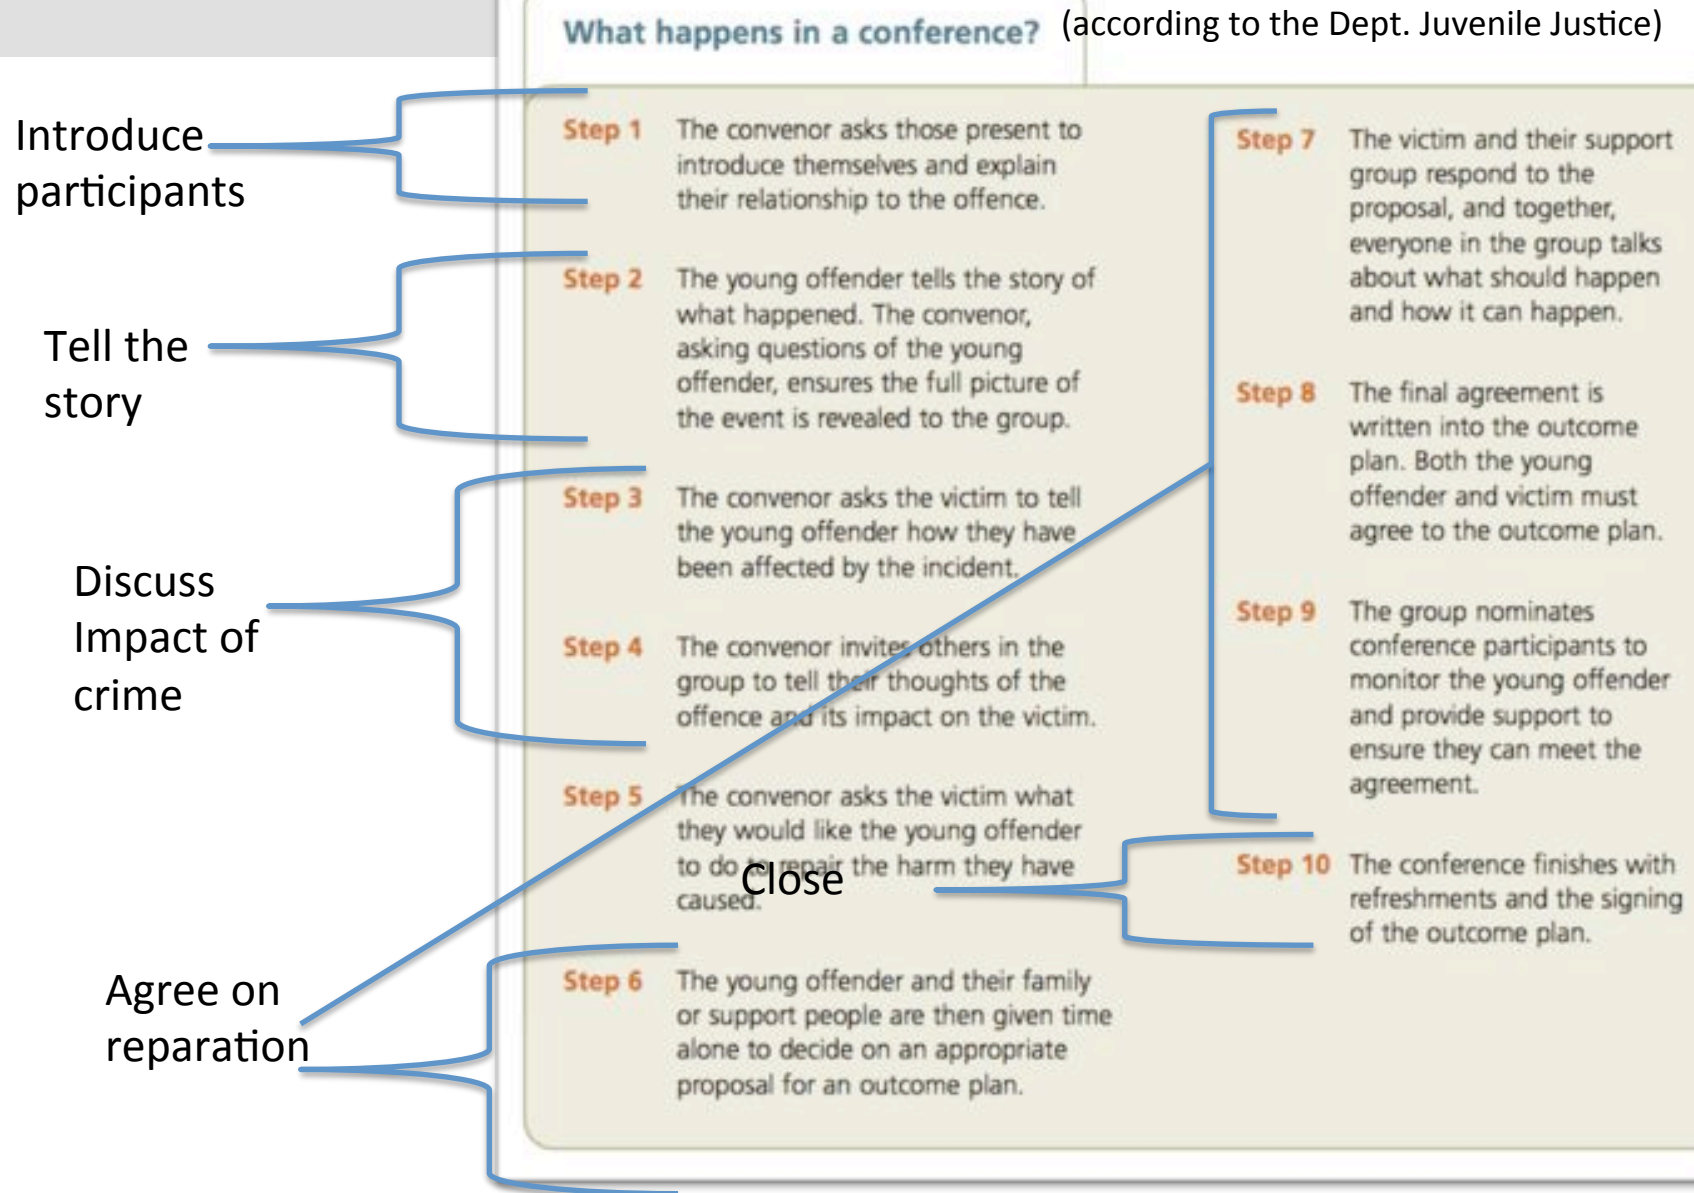 What happens in a conference? (according to the Dept. Juvenile Justice)
Introduce
participants
Tell the
story
Discuss
Impact of
crime
Agree on
reparation
Step 1 The convenor asks those present to
introduce themselves and explain
their relationship to the offence.
Step 2 The young offender tells the story of
what happened. The convenor,
asking questions of the young
offender, ensures the full picture of
the event is revealed to the group.
Step 3 The convenor asks the victim to tell
the young offender how they have
been affected by the incident.
Step 4 The convenor invites others in the
group to tell their thoughts of the
offence and its impact on the victim.
Step 5 The convenor asks the victim what
they would like the young offender
to do to repair the harm they have
caused.
Step 6 The young offender and their family
or support people are then given time
alone to decide on an appropriate
proposal for an outcome plan.
Close
Step 7 The victim and their support
group respond to the
proposal, and together,
everyone in the group talks
about what should happen
and how it can happen.
Step 8 The final agreement is
written into the outcome
plan. Both the young
offender and victim must
agree to the outcome plan.
Step 9 The group nominates
conference participants to
monitor the young offender
and provide support to
ensure they can meet the
agreement.
Step 10 The conference finishes with
refreshments and the signing
of the outcome plan.